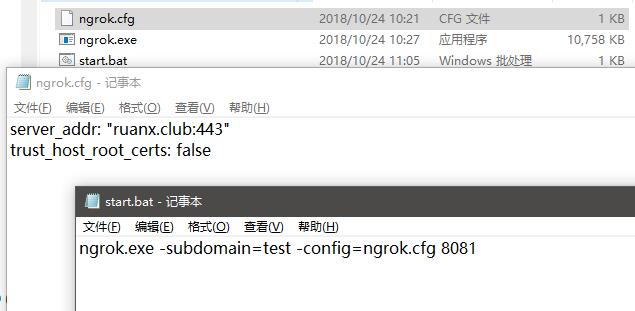 ngrok.cfg 2018/10/24 10:21 CFG 文件 1 KB
ngrok.exe 2018/10/24 10:27 应用程序 10,758 KB
start.bat 2018/10/24 11:05 Windows 批处理 1 KB
ngrok.cfg - 记事本
文件(F) 编辑(E) 格式(O) 查看(V) 帮助(H)
server_addr: "ruanx.club:443"
trust_host_root_certs: false
start.bat - 记事本
文件(F) 编辑(E) 格式(O) 查看(V) 帮助(H)
ngrok.exe -subdomain=test -config=ngrok.cfg 8081